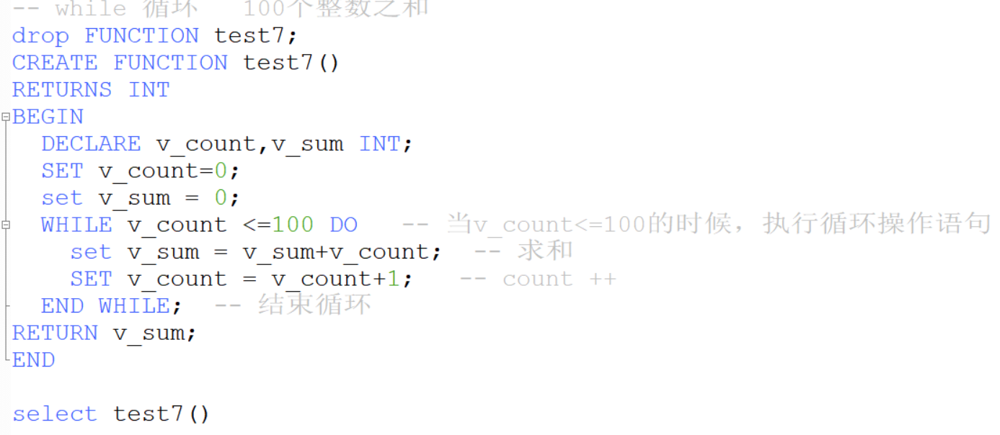 -- while 循环   100个整数之和
drop FUNCTION test7;
CREATE FUNCTION test7()
RETURNS INT
BEGIN
  DECLARE v_count,v_sum INT;
  SET v_count=0;
  set v_sum = 0;
  WHILE v_count <=100 DO   -- 当v_count<=100的时候，执行循环操作语句
    set v_sum = v_sum+v_count;  -- 求和
    SET v_count = v_count+1;   -- count ++
  END WHILE;  -- 结束循环
RETURN v_sum;
END
select test7()